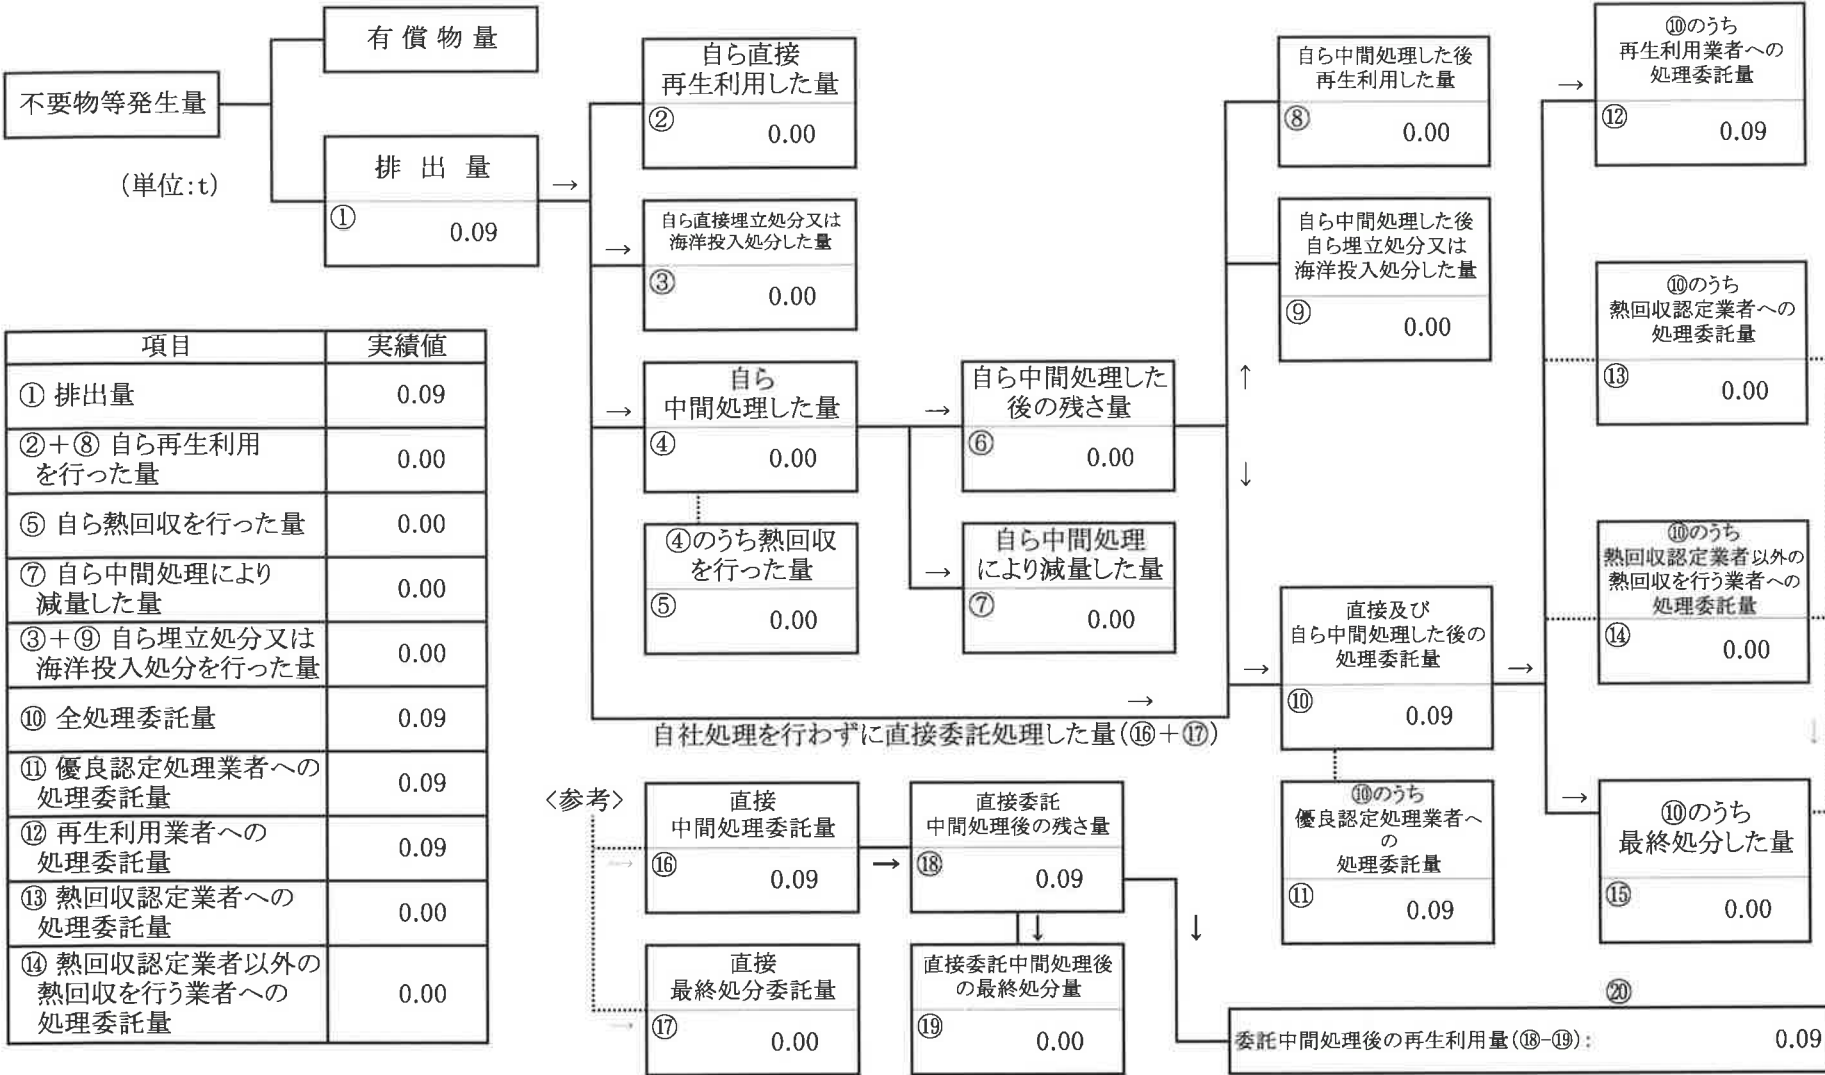 不要物等発生量
(単位:t)
有償物量
排出量
① 0.09
→
自ら直接
再生利用した量
② 0.00
→
自ら直接埋立処分又は
海洋投入処分した量
③ 0.00
→
自ら
中間処理した量
④ 0.00
④のうち熱回収
を行った量
⑤ 0.00
→
自ら中間処理した
後の残さ量
⑥ 0.00
→
自ら中間処理
により減量した量
⑦ 0.00
自ら中間処理した後
再生利用した量
⑧ 0.00
自ら中間処理した後
自ら埋立処分又は
海洋投入処分した量
⑨ 0.00
↑
↓
→
自社処理を行わずに直接委託処理した量(⑯+⑰)
→
直接及び
自ら中間処理した後の
処理委託量
⑩ 0.09
→
⑩のうち
優良認定処理業者へ
の
処理委託量
⑪ 0.09
→
⑩のうち
再生利用業者への
処理委託量
⑫ 0.09
⑩のうち
熱回収認定業者への
処理委託量
⑬ 0.00
⑩のうち
熱回収認定業者以外の
熱回収を行う業者への
処理委託量
⑭ 0.00
↓
→
⑩のうち
最終処分した量
⑮ 0.00
項目 実績値
① 排出量 0.09
②+⑧ 自ら再生利用
を行った量 0.00
⑤ 自ら熱回収を行った量 0.00
⑦ 自ら中間処理により
減量した量 0.00
③+⑨ 自ら埋立処分又は
海洋投入処分を行った量 0.00
⑩ 全処理委託量 0.09
⑪ 優良認定処理業者への
処理委託量 0.09
⑫ 再生利用業者への
処理委託量 0.09
⑬ 熱回収認定業者への
処理委託量 0.00
⑭ 熱回収認定業者以外の
熱回収を行う業者への
処理委託量 0.00
<参考>
→
直接
中間処理委託量
⑯ 0.09
→
直接委託
中間処理後の残さ量
⑱ 0.09
→
直接
最終処分委託量
⑰ 0.00
↓
直接委託中間処理後
の最終処分量
⑲ 0.00
↓
⑳
委託中間処理後の再生利用量(⑱-⑲): 0.09